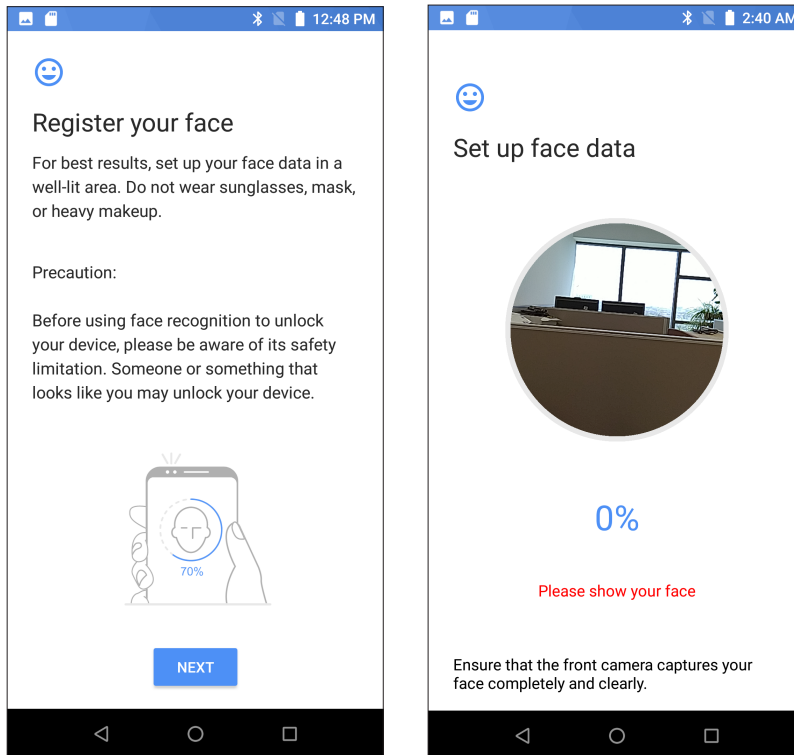 12:48 PM
Register your face
For best results, set up your face data in a
well-lit area. Do not wear sunglasses, mask,
or heavy makeup.
Precaution:
Before using face recognition to unlock
your device, please be aware of its safety
limitation. Someone or something that
looks like you may unlock your device.
70%
NEXT
2:40 AM
Set up face data
0%
Please show your face
Ensure that the front camera captures your
face completely and clearly.